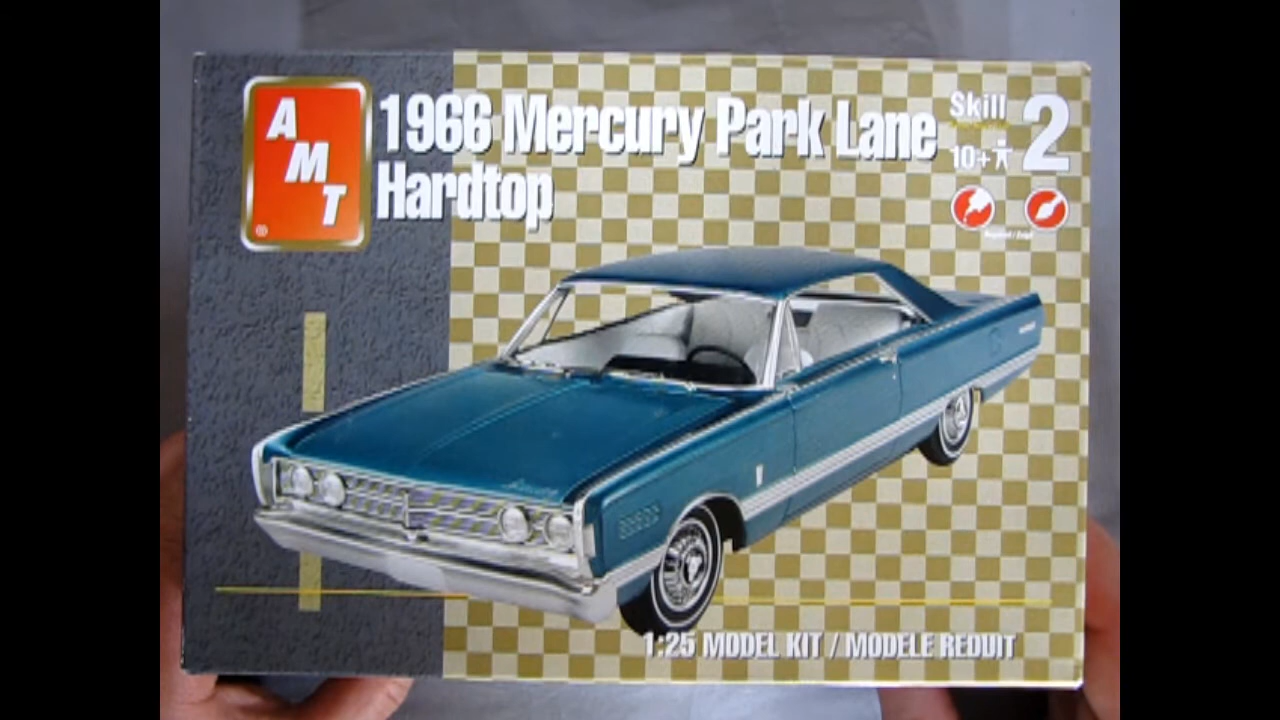 AMT
®
1966 Mercury Park Lane
Hardtop
Skill 2
10+
1:25 MODEL KIT / MODELE REDUIT